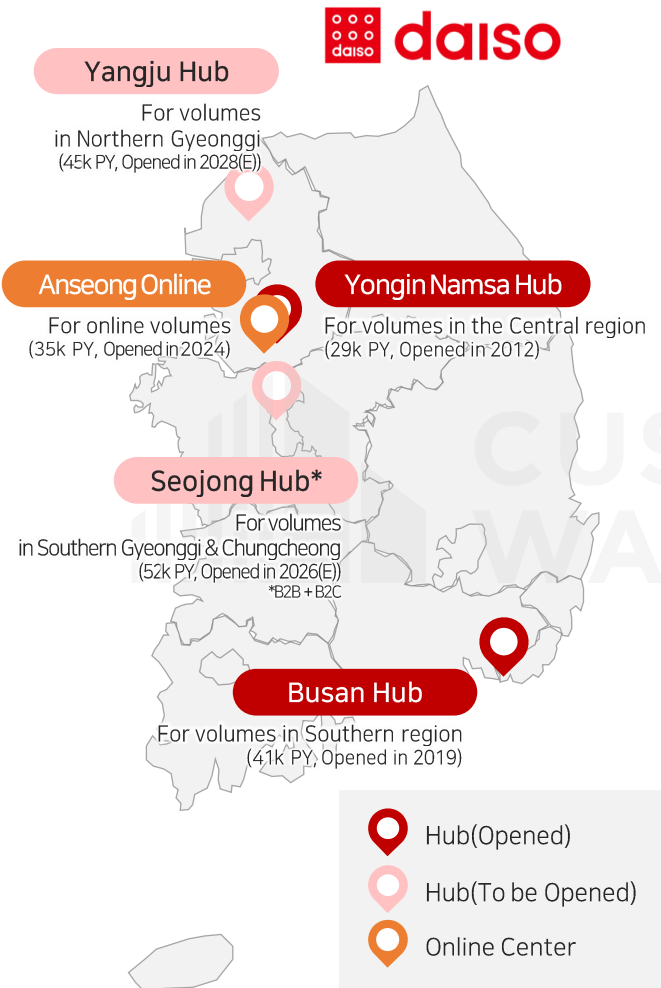 daiso
daiso
Yangju Hub
For volumes
in Northern Gyeonggi
(45k PY, Opened in 2028(E))
Anseong Online
For online volumes
(35k PY, Opened in 2024)
Yongin Namsa Hub
For volumes in the Central region
(29k PY, Opened in 2012)
CUS
WA
Seojong Hub*
For volumes
in Southern Gyeonggi & Chungcheong
(52k PY, Opened in 2026(E))
*B2B + B2C
Busan Hub
For volumes in Southern region
(41k PY, Opened in 2019)
Hub(Opened)
Hub(To be Opened)
Online Center